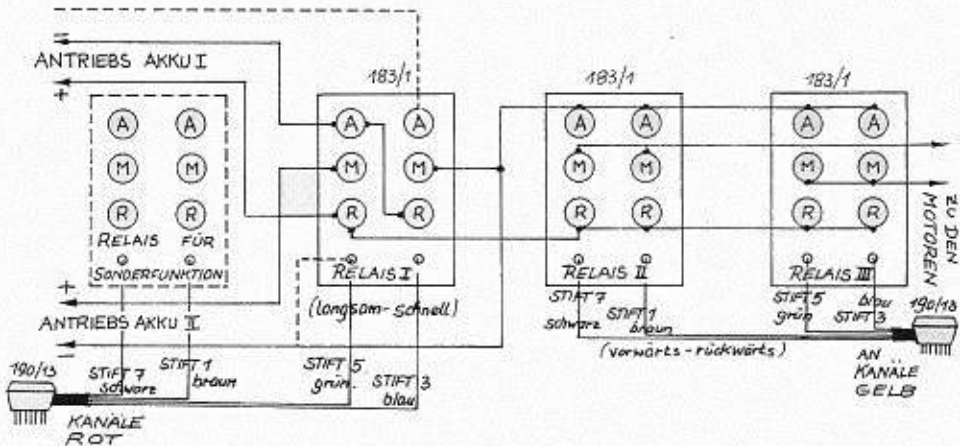 −
ANTRIEBS AKKU I
+
183/1
183/1
183/1
A A
M M
R R
RELAIS FÜR
SONDERFUNKTION
A A
M M
R R
RELAIS I
(langsam-schnell)
A A
M M
R R
RELAIS II
A A
M M
R R
RELAIS III
ZU DEN
MOTOREN
+
ANTRIEBS AKKU II
−
STIFT 7
schwarz
STIFT 1
braun
STIFT 5
grün
blau
STIFT 3
190/13
(vorwärts-rückwärts)
AN
KANÄLE
GELB
190/13
STIFT 7
schwarz
STIFT 1
braun
STIFT 5
grün.
STIFT 3
blau
KANÄLE
ROT